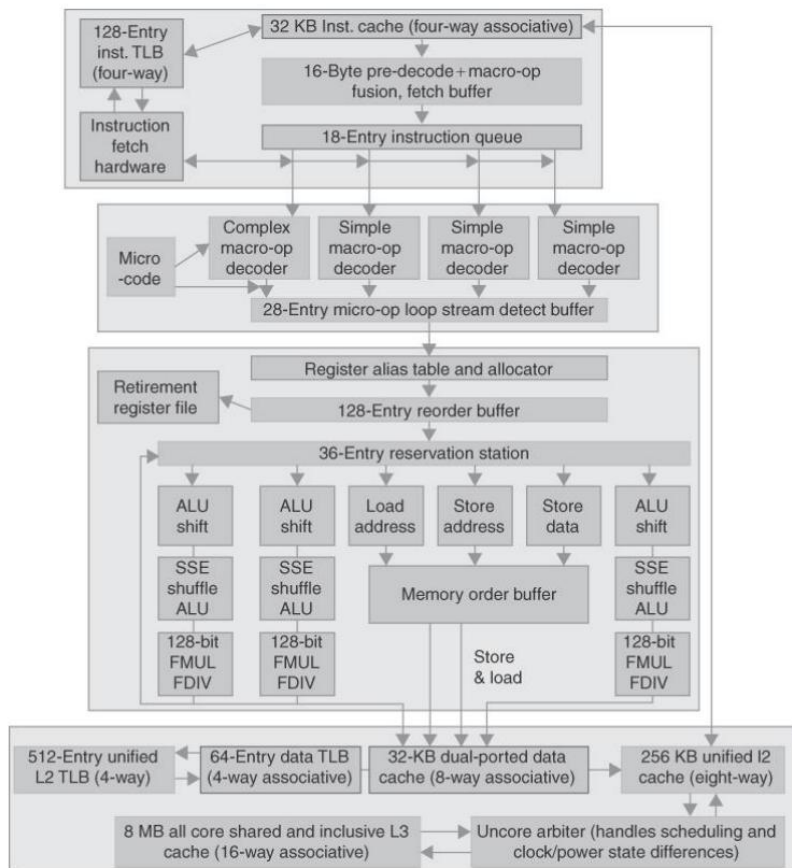 128-Entry
inst. TLB
(four-way)
32 KB Inst. cache (four-way associative)
16-Byte pre-decode+macro-op
fusion, fetch buffer
Instruction
fetch
hardware
18-Entry instruction queue
Micro
-code
Complex
macro-op
decoder
Simple
macro-op
decoder
Simple
macro-op
decoder
Simple
macro-op
decoder
28-Entry micro-op loop stream detect buffer
Register alias table and allocator
Retirement
register file
128-Entry reorder buffer
36-Entry reservation station
ALU
shift
ALU
shift
Load
address
Store
address
Store
data
ALU
shift
SSE
shuffle
ALU
SSE
shuffle
ALU
Memory order buffer
SSE
shuffle
ALU
128-bit
FMUL
FDIV
128-bit
FMUL
FDIV
Store
& load
128-bit
FMUL
FDIV
512-Entry unified
L2 TLB (4-way)
64-Entry data TLB
(4-way associative)
32-KB dual-ported data
cache (8-way associative)
256 KB unified l2
cache (eight-way)
8 MB all core shared and inclusive L3
cache (16-way associative)
Uncore arbiter (handles scheduling and
clock/power state differences)